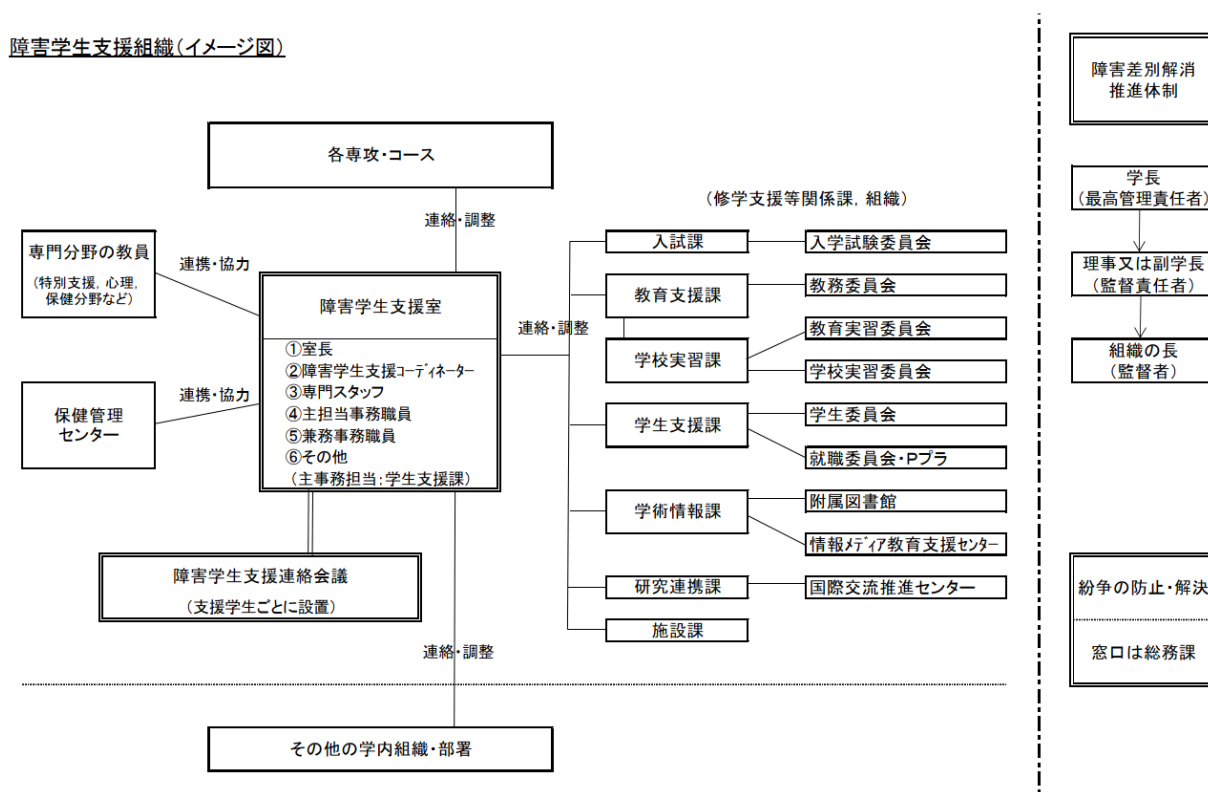 障害学生支援組織(イメージ図)
各専攻・コース
連絡・調整
専門分野の教員
(特別支援, 心理,
保健分野など)
連携・協力
保健管理
センター
連携・協力
障害学生支援室
①室長
②障害学生支援コーディネーター
③専門スタッフ
④主担当事務職員
⑤兼務事務職員
⑥その他
(主事務担当:学生支援課)
連絡・調整
障害学生支援連絡会議
(支援学生ごとに設置)
連絡・調整
その他の学内組織・部署
(修学支援等関係課, 組織)
入試課
入学試験委員会
教育支援課
教務委員会
学校実習課
教育実習委員会
学校実習委員会
学生支援課
学生委員会
就職委員会・Pプラ
学術情報課
附属図書館
情報メディア教育支援センター
研究連携課
国際交流推進センター
施設課
障害差別解消
推進体制
学長
(最高管理責任者)
理事又は副学長
(監督責任者)
組織の長
(監督者)
紛争の防止・解決
窓口は総務課